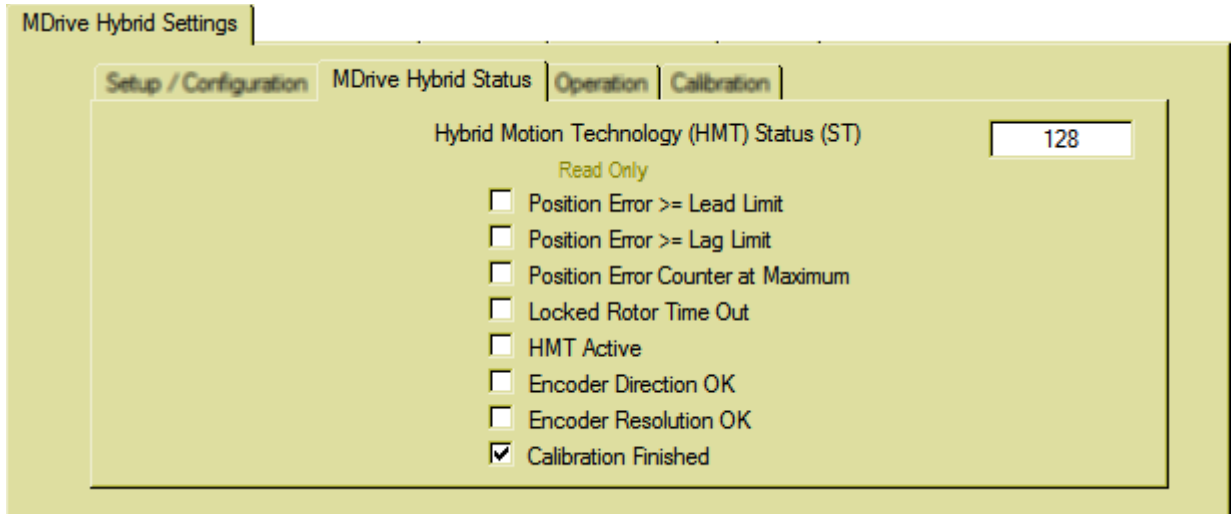 MDrive Hybrid Settings
Setup / Configuration MDrive Hybrid Status Operation Calibration
Hybrid Motion Technology (HMT) Status (ST) 128
Read Only
Position Error >= Lead Limit
Position Error >= Lag Limit
Position Error Counter at Maximum
Locked Rotor Time Out
HMT Active
Encoder Direction OK
Encoder Resolution OK
Calibration Finished